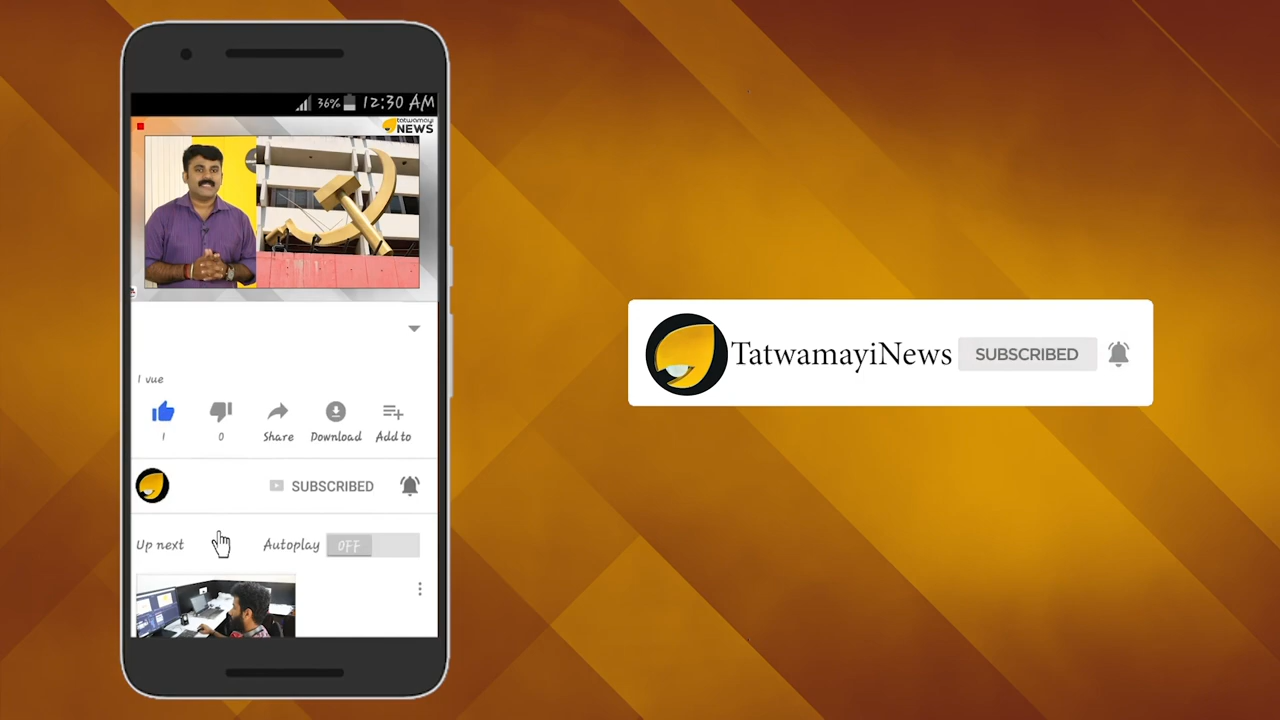 36% 12:30 AM
tatwamayi
NEWS
1 vue
1
0
Share
Download
Add to
SUBSCRIBED
Up next
Autoplay
OFF
TatwamayiNews
SUBSCRIBED